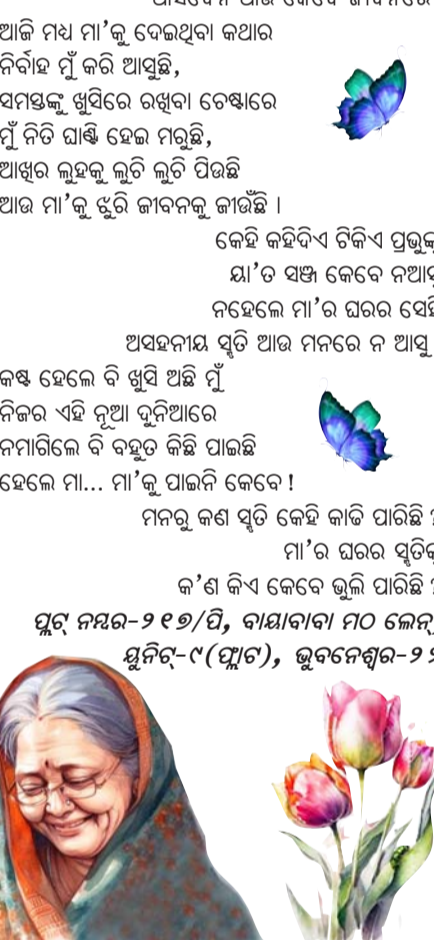 ଆଜି ମଧ୍ୟ ମା’କୁ ଦେଇଥିବା କଥାର
ନିର୍ବାହ ମୁଁ କରି ଆସୁଛି,
ସମସ୍ତଙ୍କୁ ଖୁସିରେ ରଖିବା ଚେଷ୍ଟାରେ
ମୁଁ ନିତି ଘାଣ୍ଟି ହେଇ ମରୁଛି,
ଆଖିର ଲୁହକୁ ଲୁଚି ଲୁଚି ପିଉଛି
ଆଉ ମା’କୁ ଝୁରି ଜୀବନକୁ ଜୀଉଁଛି ।
କେହି କହିଦିଏ ଟିକିଏ
ୟା’ତ ସଞ୍ଜ କେବେ
ନହେଲେ ମା’ର ଘରର
ଅସହନୀୟ ସ୍ମୃତି ଆଉ ମନରେ ନ ଆସୁ
କଷ୍ଟ ହେଲେ ବି ଖୁସି ଅଛି ମୁଁ
ନିଜର ଏହି ନୂଆ ଦୁନିଆରେ
ନମାଗିଲେ ବି ବହୁତ କିଛି ପାଇଛି
ହେଲେ ମା... ମା’କୁ ପାଇନି କେବେ !
ମନରୁ କଣ ସ୍ମୃତି କେହି କାଢି ପାରିଛି ?
ମା’ର ଘରର
କ’ଣ କିଏ କେବେ ଭୁଲି ପାରିଛି ?
ପ୍ଲଟ୍ ନମ୍ବର-୨୧୭/ପି, ବାୟାବାବା ମଠ ଲେନ୍,
ୟୁନିଟ୍-୯(ଫ୍ଲାଟ), ଭୁବନେଶ୍ୱର-୨